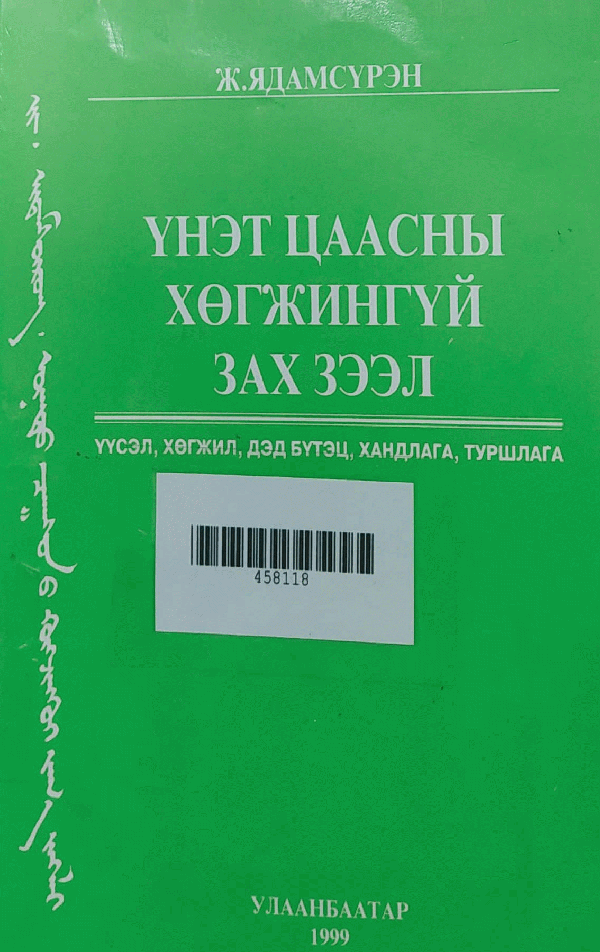 Ж.ЯДАМСҮРЭН
ҮНЭТ ЦААСНЫ
ХӨГЖИНГҮЙ
ЗАХ ЗЭЭЛ
ҮҮСЭЛ, ХӨГЖИЛ, ДЭД БҮТЭЦ, ХАНДЛАГА, ТУРШЛАГА
458118
УЛААНБААТАР
1999